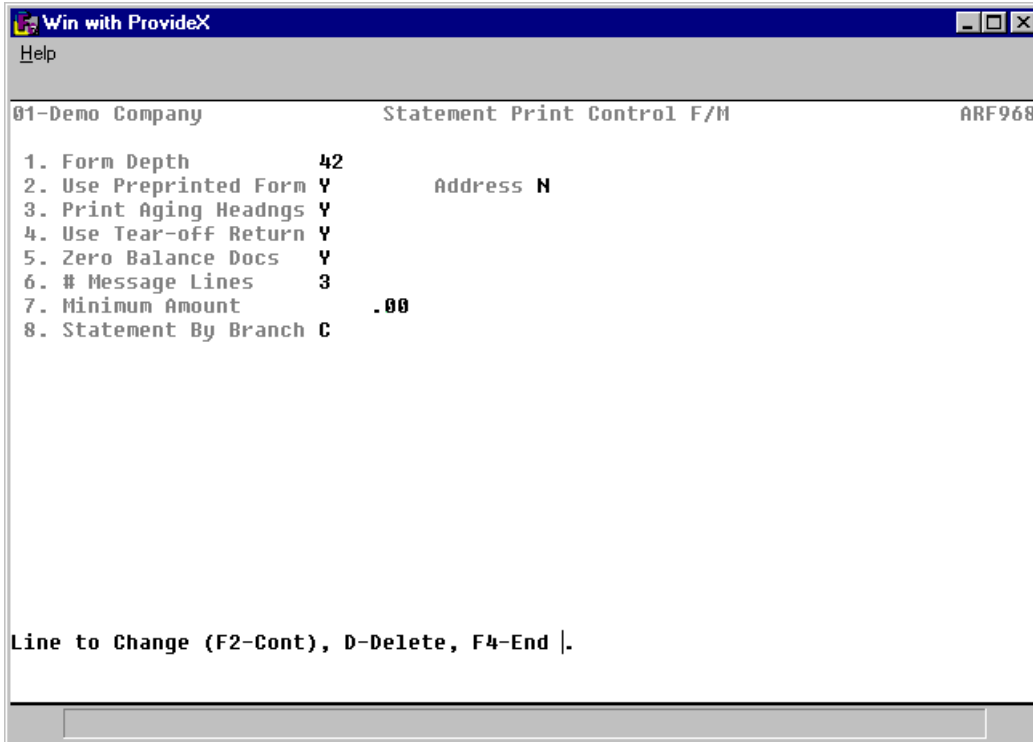 Win with ProvideX
Help
01-Demo Company Statement Print Control F/M ARF968
1. Form Depth 42
2. Use Preprinted Form Y Address N
3. Print Aging Headngs Y
4. Use Tear-off Return Y
5. Zero Balance Docs Y
6. # Message Lines 3
7. Minimum Amount .00
8. Statement By Branch C
Line to Change (F2-Cont), D-Delete, F4-End .